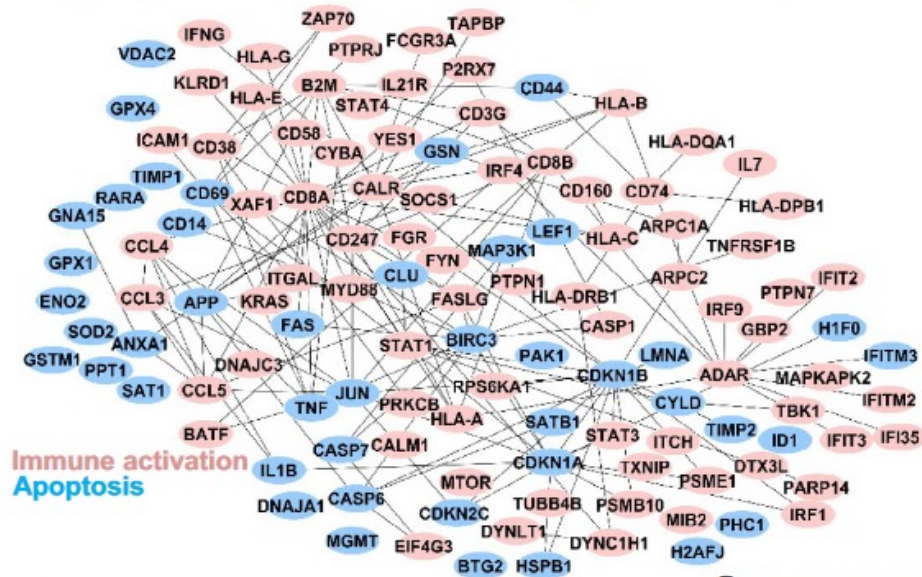 ZAP70
TAPBP
IFNG
FCGR3A
VDAC2
HLA-G
PTPRJ
P2RX7
KLRD1
B2M
IL21R
CD44
HLA-E
STAT4
HLA-B
GPX4
CD3G
ICAM1
CD58
YES1
HLA-DQA1
CD38
CYBA
GSN
IL7
TIMP1
IRF4
CD8B
CD69
CALR
CD160
CD74
RARA
XAF1
CD8A
SOCS1
HLA-DPB1
GNA15
CD14
LEF1
ARPC1A
CCL4
CD247
FGR
MAP3K1
HLA-C
TNFRSF1B
GPX1
FYN
ITGAL
MYD88
CLU
PTPN1
ARPC2
IFIT2
CCL3
APP
KRAS
FASLG
HLA-DRB1
PTPN7
ENO2
IRF9
FAS
CASP1
GBP2
H1F0
SOD2
ANXA1
STAT1
BIRC3
PAK1
LMNA
IFITM3
GSTM1
PPT1
DNAJC3
CDKN1B
ADAR
MAPKAPK2
SAT1
CCL5
JUN
RPS6KA1
IFITM2
TNF
PRKCB
CYLD
TBK1
HLA-A
SATB1
TIMP2
BATF
STAT3
ID1
IFIT3
IFI35
CASP7
CALM1
ITCH
Immune activation
IL1B
CDKN1A
TXNIP
DTX3L
Apoptosis
MTOR
PSME1
PARP14
DNAJA1
CASP6
CDKN2C
TUBB4B
PSMB10
IRF1
MIB2
PHC1
DYNLT1
MGMT
EIF4G3
DYNC1H1
H2AFJ
BTG2
HSPB1